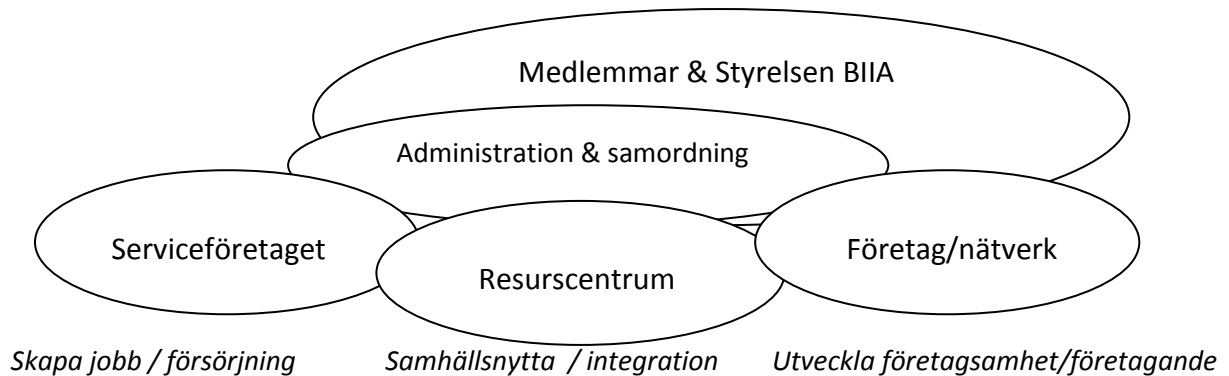 Medlemmar & Styrelsen BIIA
Administration & samordning
Serviceföretaget
Resurscentrum
Företag/nätverk
Skapa jobb / försörjning
Samhällsnytta / integration
Utveckla företagsamhet/företagande